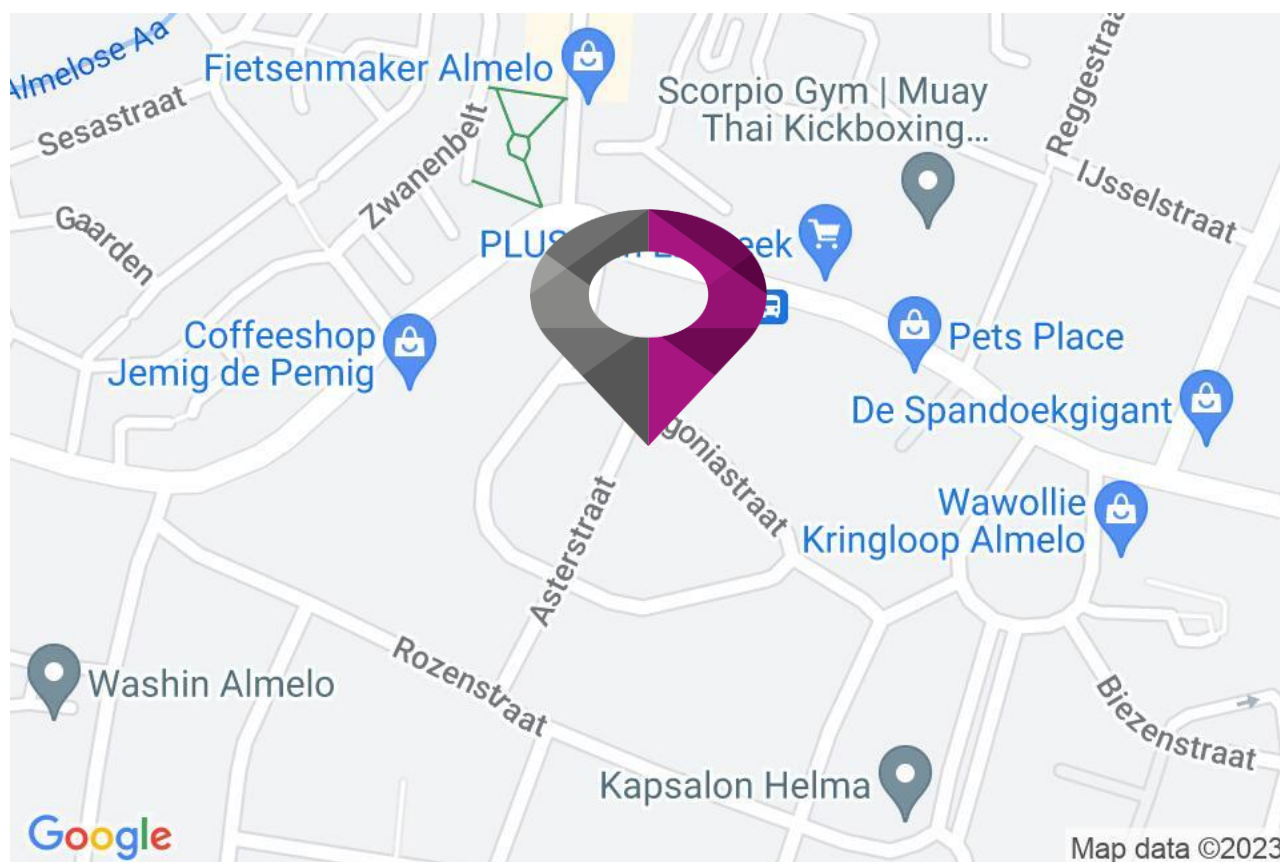 Almelose Aa
Fietsenmaker Almelo
Sesastraat
Zwanenbelt
Scorpio Gym | Muay
Thai Kickboxing...
Reggestraa
IJsselstraat
Gaarden
PLUS
eek
Coffeeshop
Jemig de Pemig
Pets Place
De Spandoekgigant
goniastraat
Asterstraat
Wawollie
Kringloop Almelo
Rozenstraat
Washin Almelo
Biezenstraat
Kapsalon Helma
Google
Map data ©2023